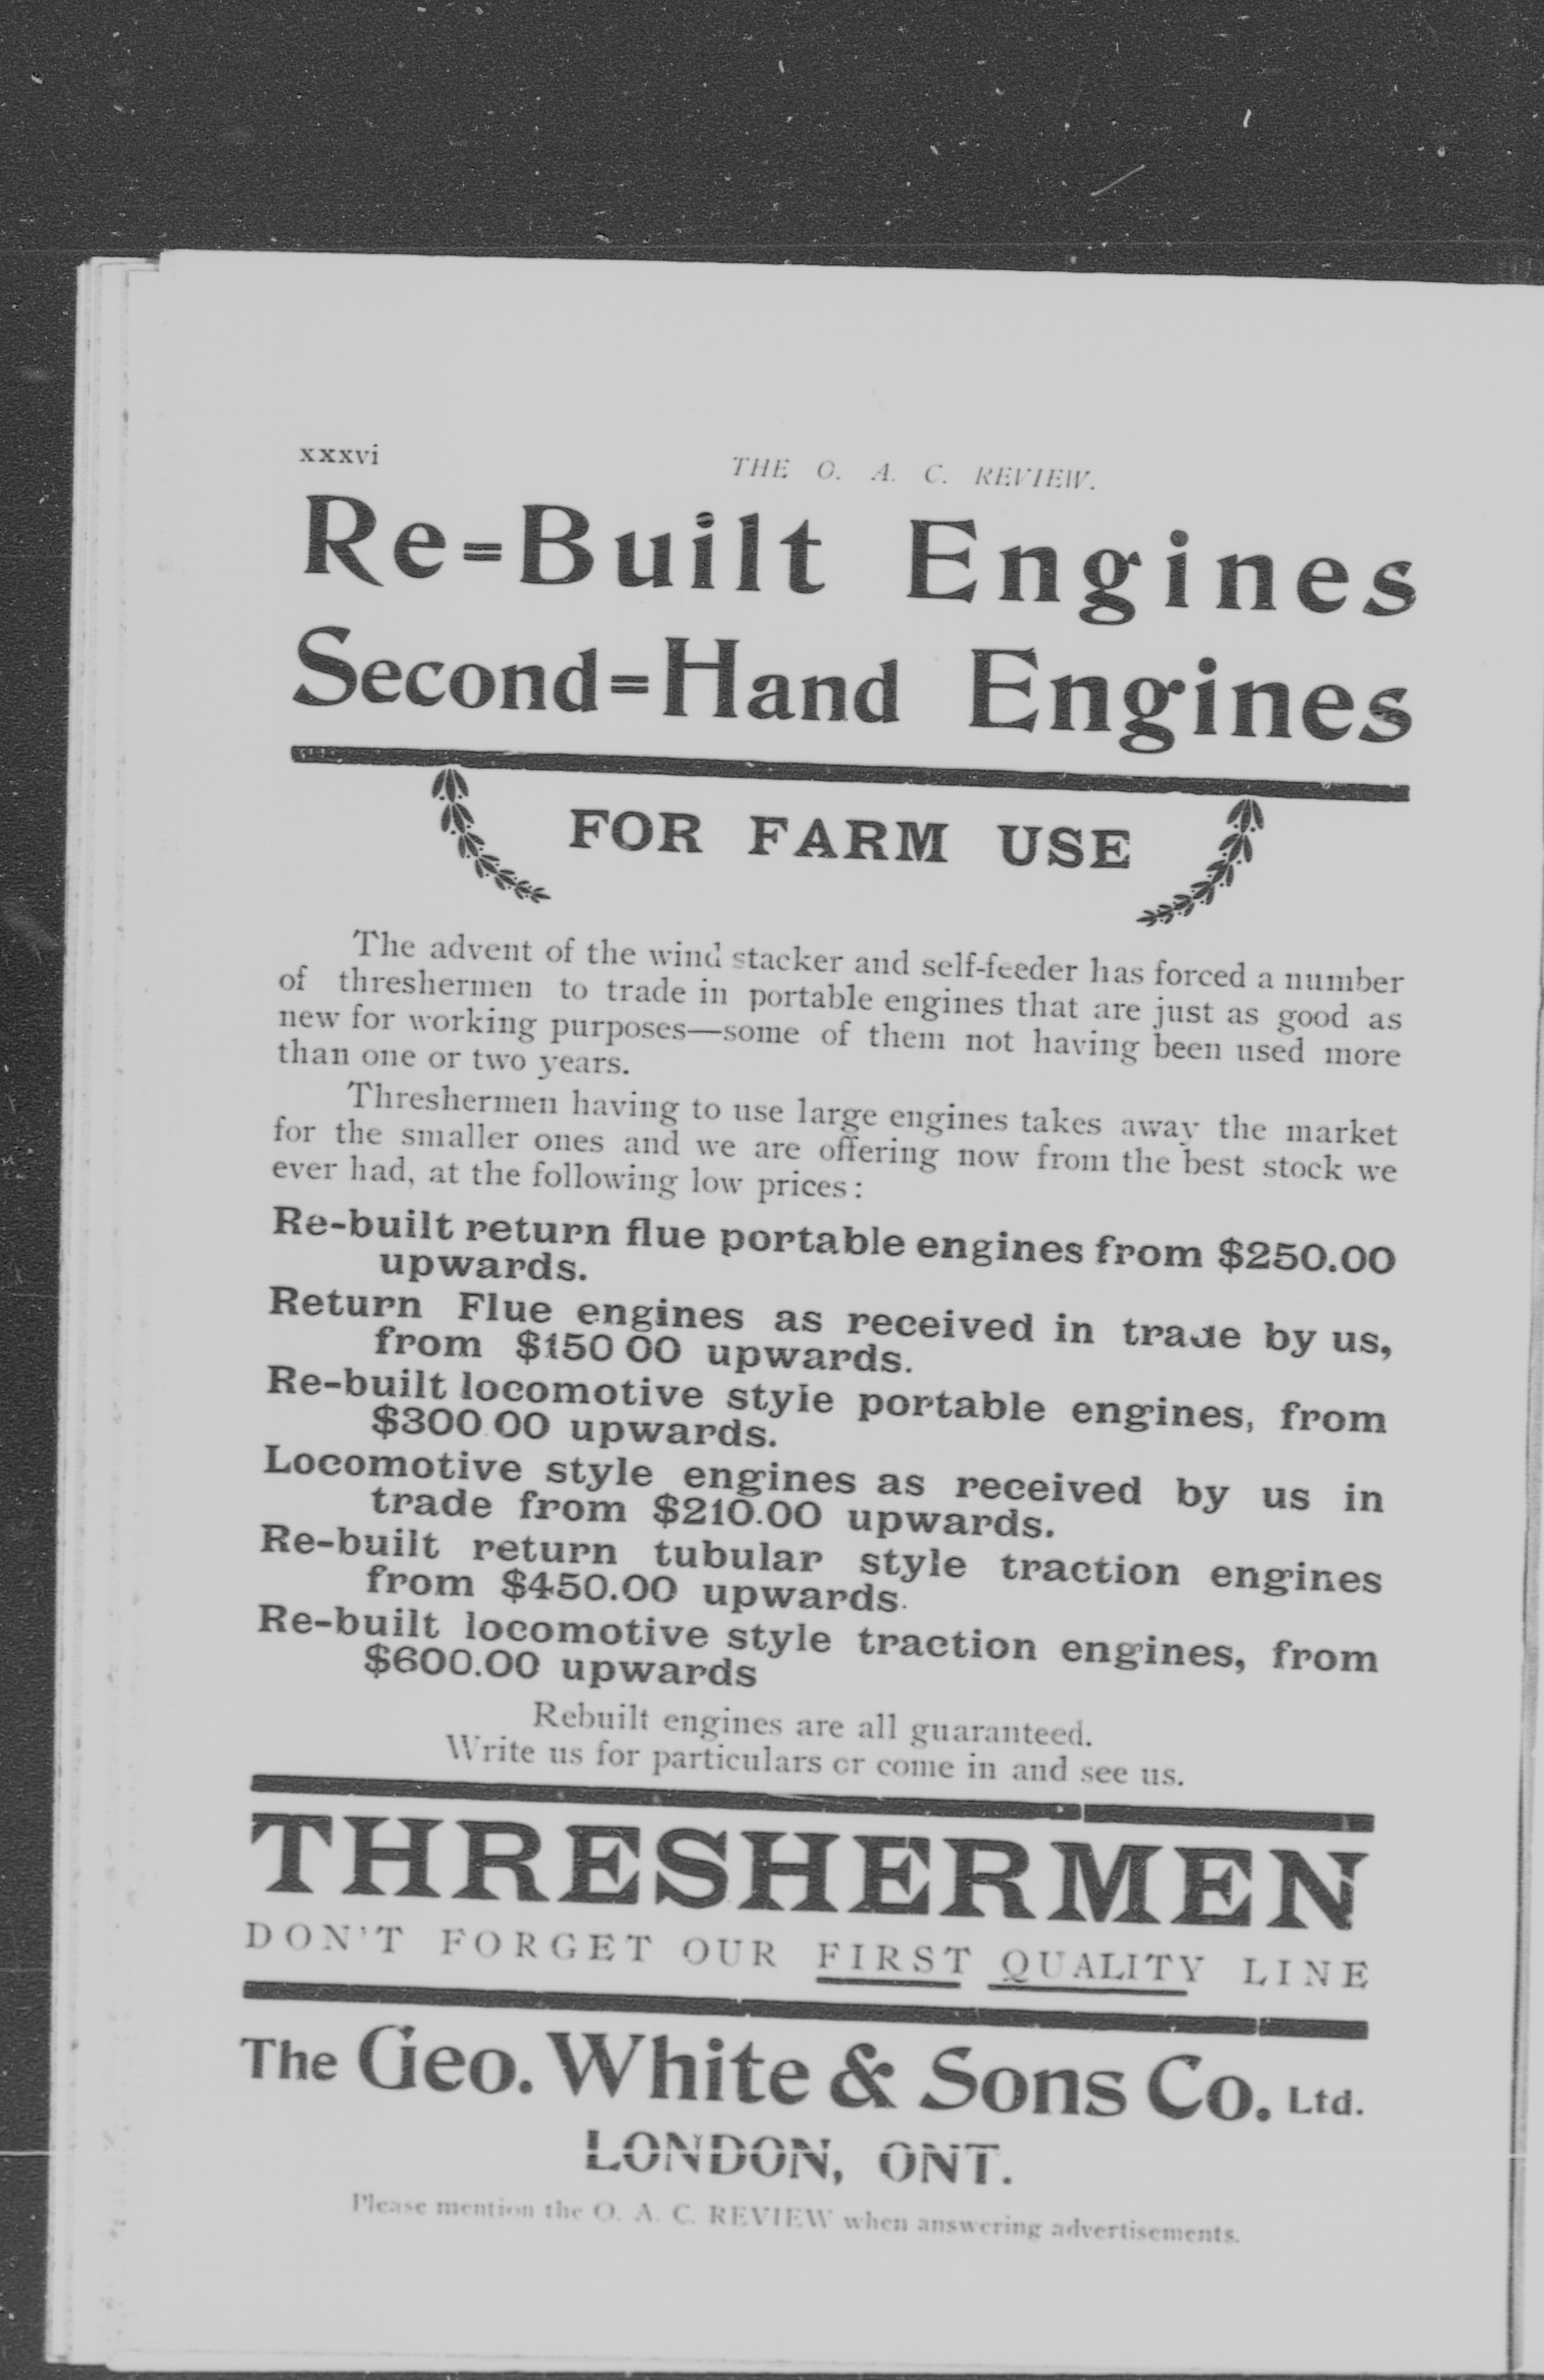 xxxvi
THE O. A. C. REVIEW.
Re=Built Engines
Second=Hand Engines
FOR FARM USE
The advent of the wind stacker and self-feeder has forced a number
of threshermen to trade in portable engines that are just as good as
new for working purposes—some of them not having been used more
than one or two years.
Threshermen having to use large engines takes away the market
for the smaller ones and we are offering now from the best stock we
ever had, at the following low prices:
Re-built return flue portable engines from $250.00
upwards.
Return Flue engines as received in trade by us,
from $150 00 upwards.
Re-built locomotive style portable engines, from
$300 00 upwards.
Locomotive style engines as received by us in
trade from $210.00 upwards.
Re-built return tubular style traction engines
from $450.00 upwards.
Re-built locomotive style traction engines, from
$600.00 upwards
Rebuilt engines are all guaranteed.
Write us for particulars or come in and see us.
THRESHERMEN
DON'T FORGET OUR FIRST QUALITY LINE
The Geo. White & Sons Co. Ltd.
LONDON, ONT.
Please mention the O. A. C. REVIEW when answering advertisements.